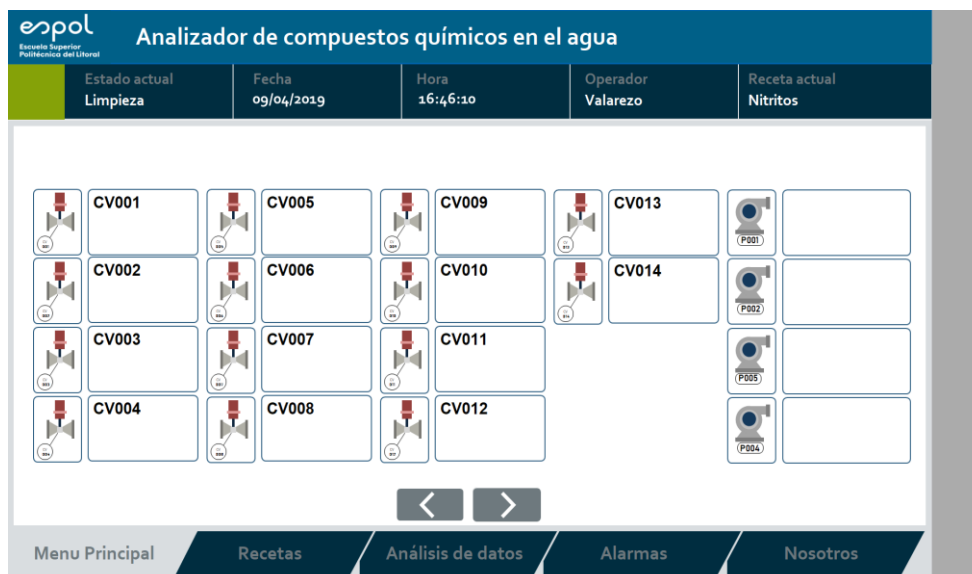 espol
Escuela Superior
Politécnica del Litoral
Analizador de compuestos químicos en el agua
Estado actual
Limpieza
Fecha
09/04/2019
Hora
16:46:10
Operador
Valarezo
Receta actual
Nitritos
CV001
CV005
CV009
CV013
P001
CV002
CV006
CV010
CV014
P002
CV003
CV007
CV011
P005
CV004
CV008
CV012
P004
Menu Principal
Recetas
Análisis de datos
Alarmas
Nosotros